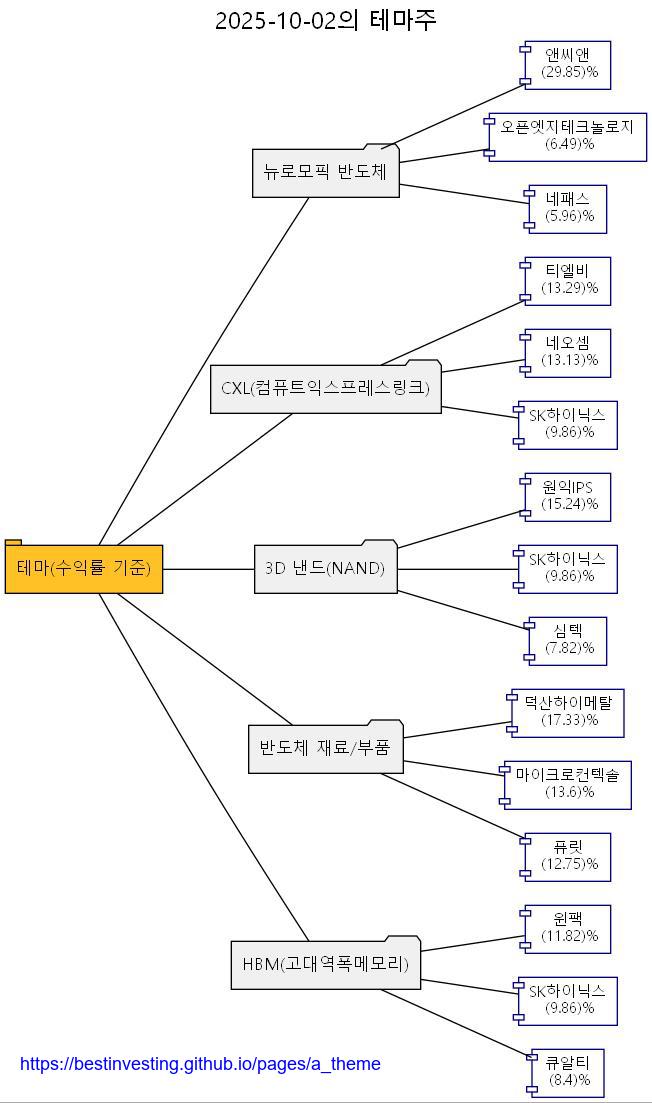 2025-10-02의 테마주
앤씨앤
(29.85)%
오픈엣지테크놀로지
(6.49)%
뉴로모픽 반도체
네패스
(5.96)%
티엘비
(13.29)%
네오셈
(13.13)%
CXL(컴퓨트익스프레스링크)
SK하이닉스
(9.86)%
원익IPS
(15.24)%
테마(수익률 기준)
3D 낸드(NAND)
SK하이닉스
(9.86)%
심텍
(7.82)%
덕산하이메탈
(17.33)%
반도체 재료/부품
마이크로컨텍솔
(13.6)%
퓨릿
(12.75)%
윈팩
(11.82)%
HBM(고대역폭메모리)
SK하이닉스
(9.86)%
큐알티
(8.4)%
https://bestinvesting.github.io/pages/a_theme